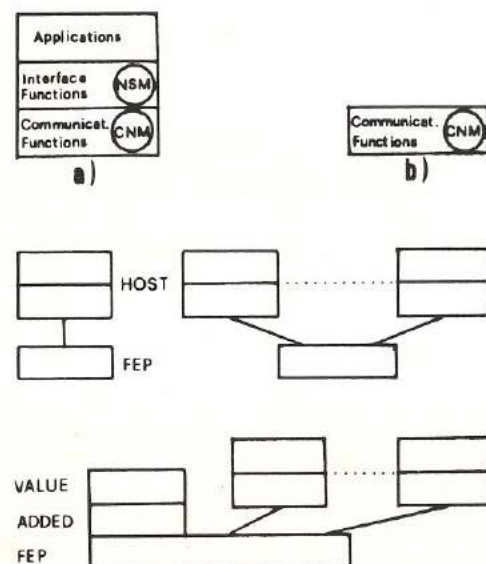 Applications
Interface
Functions
NSM
Communicat.
Functions
CNM
a)
Communicat.
Functions
CNM
b)
HOST
FEP
VALUE
ADDED
FEP